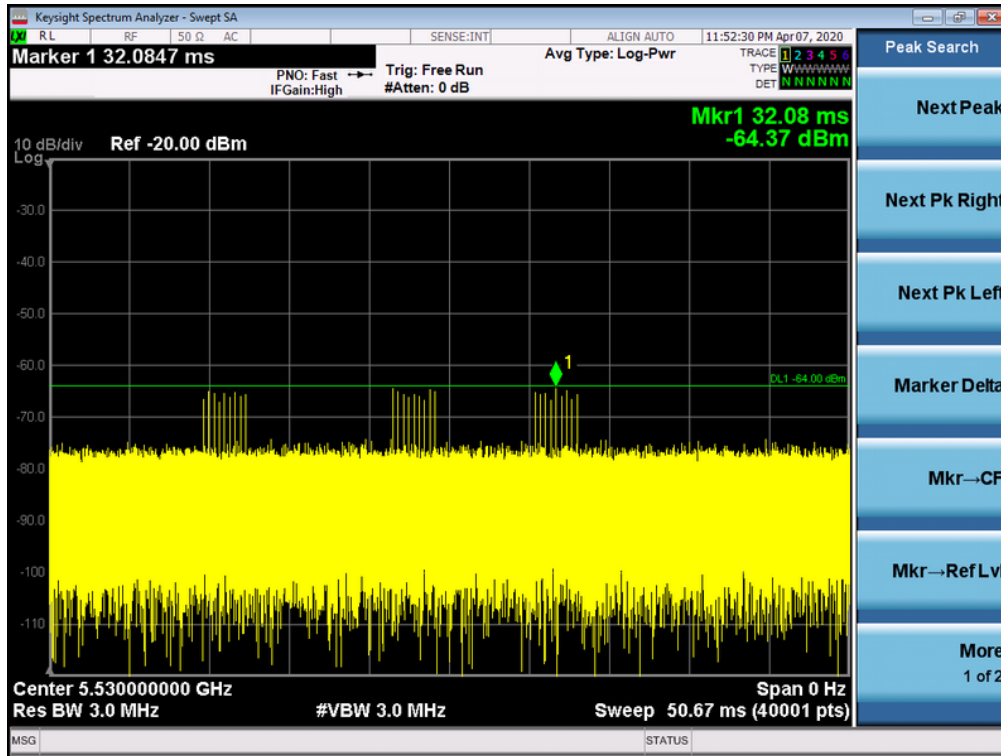 Keysight Spectrum Analyzer - Swept SA
LXI RL RF 50 Ω AC SENSE:INT ALIGN AUTO 11:52:30 PM Apr 07, 2020
Marker 1 32.0847 ms
PNO: Fast
IFGain:High
Trig: Free Run
#Atten: 0 dB
Avg Type: Log-Pwr
TRACE 1 2 3 4 5 6
TYPE W
DET N N N N N N
Mkr1 32.08 ms
-64.37 dBm
10 dB/div Ref -20.00 dBm
Log
-30.0
-40.0
-50.0
-60.0
1
DL1 -64.00 dBm
-70.0
-80.0
-90.0
-100
-110
Center 5.530000000 GHz Span 0 Hz
Res BW 3.0 MHz #VBW 3.0 MHz Sweep 50.67 ms (40001 pts)
MSG STATUS
Peak Search
Next Peak
Next Pk Right
Next Pk Left
Marker Delta
Mkr→CF
Mkr→Ref Lvl
More
1 of 2